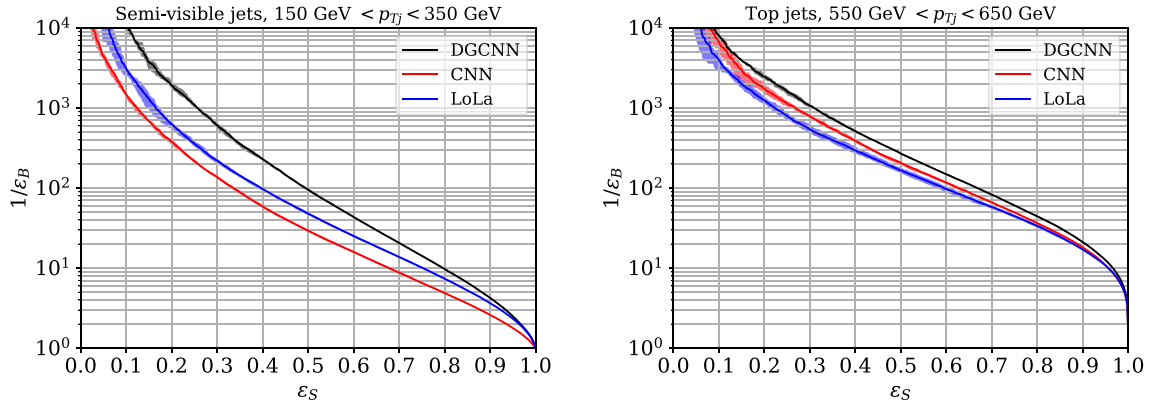 Semi-visible jets, 150 GeV < p_{Tj} < 350 GeV
10^4
10^3
10^2
10^1
10^0
1/ε_B
DGCNN
CNN
LoLa
0.0 0.1 0.2 0.3 0.4 0.5 0.6 0.7 0.8 0.9 1.0
ε_S
Top jets, 550 GeV < p_{Tj} < 650 GeV
10^4
10^3
10^2
10^1
10^0
1/ε_B
DGCNN
CNN
LoLa
0.0 0.1 0.2 0.3 0.4 0.5 0.6 0.7 0.8 0.9 1.0
ε_S